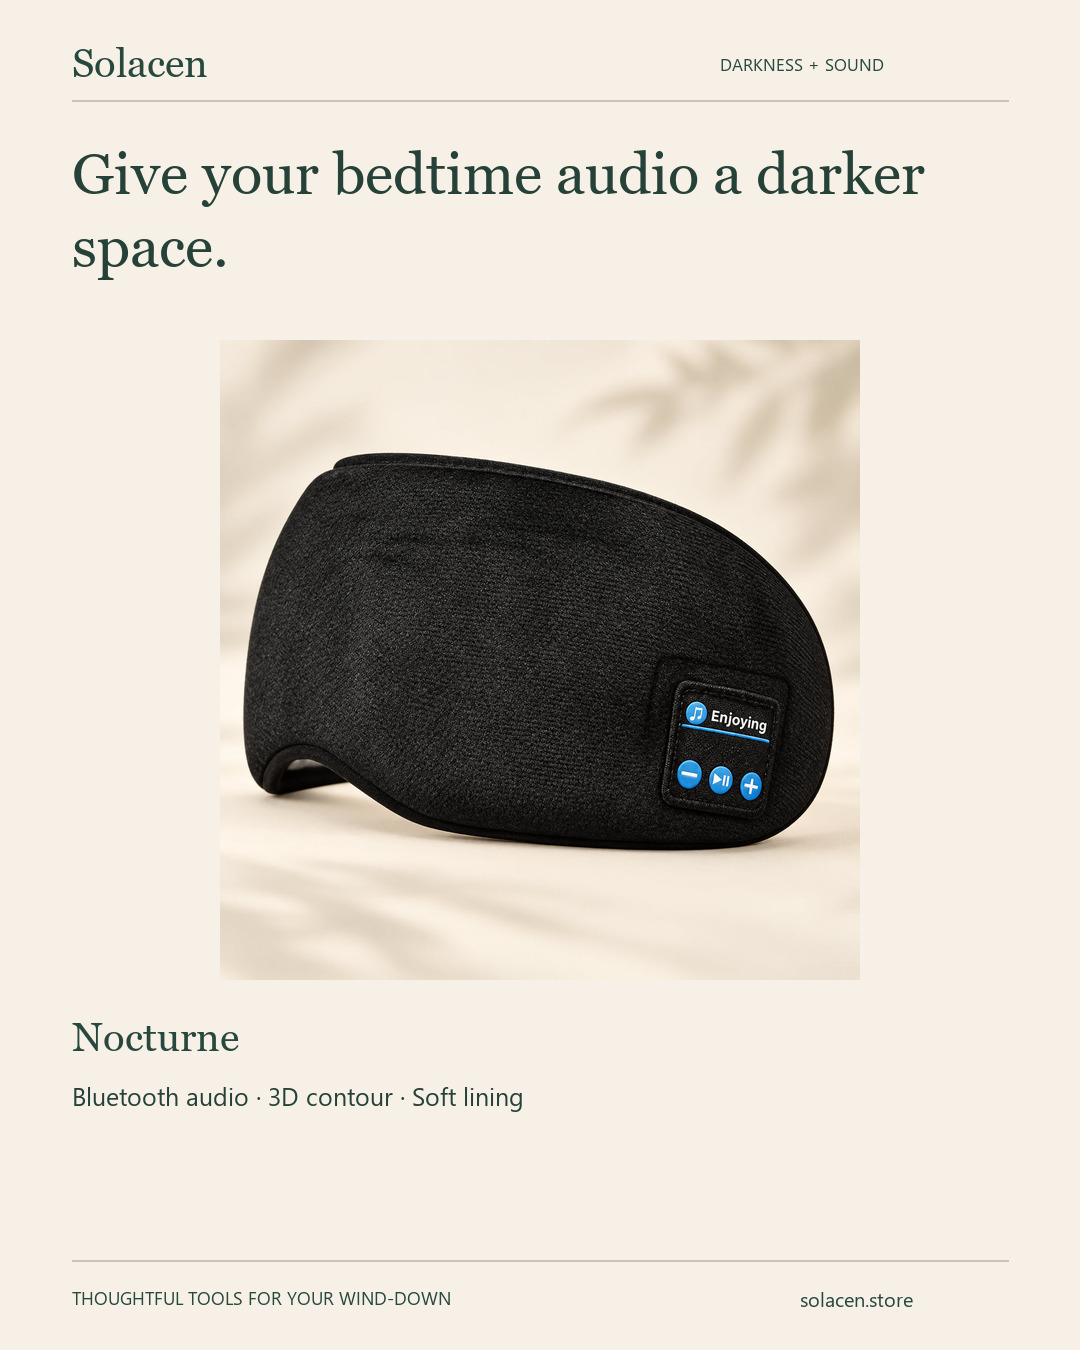 Solacen
DARKNESS + SOUND
Give your bedtime audio a darker
space.
Enjoying
Nocturne
Bluetooth audio · 3D contour · Soft lining
THOUGHTFUL TOOLS FOR YOUR WIND-DOWN
solacen.store